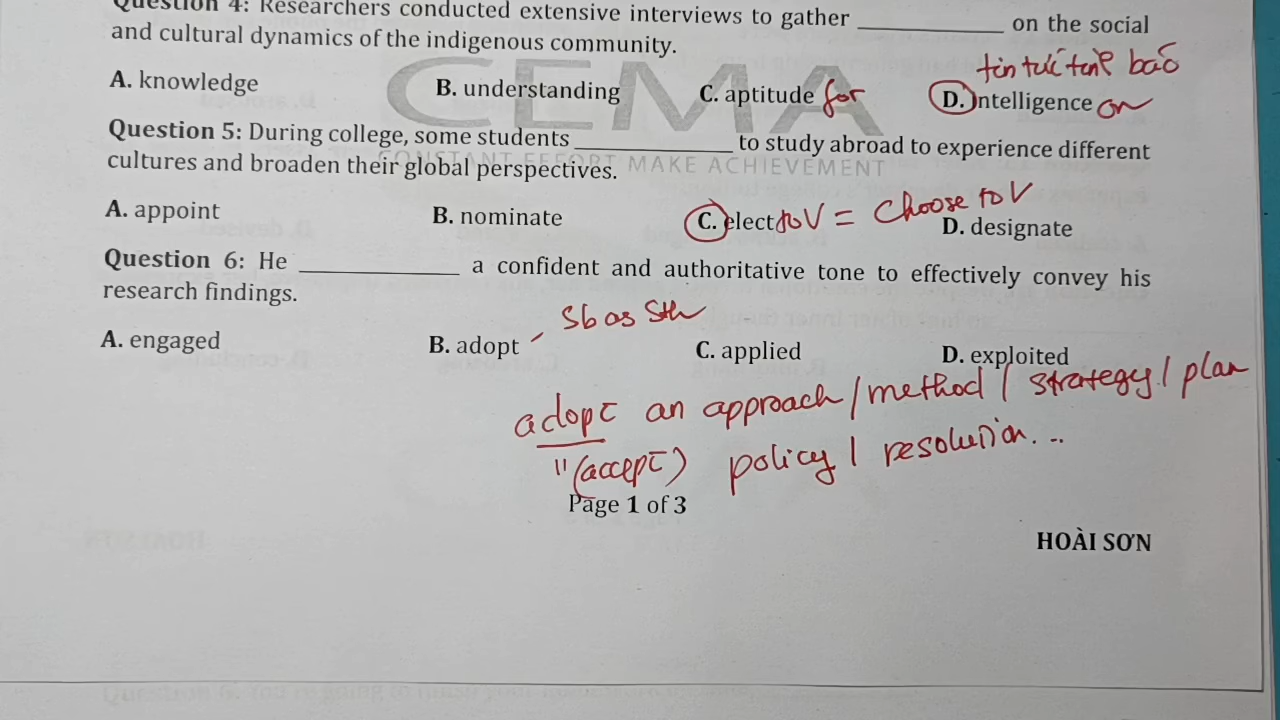 Question 4: Researchers conducted extensive interviews to gather ____________ on the social
and cultural dynamics of the indigenous community.
tin tức tình báo
A. knowledge B. understanding C. aptitude for D. Intelligence on
CEMA
Question 5: During college, some students _____________ to study abroad to experience different
cultures and broaden their global perspectives.
CONSTANT EFFORT MAKE ACHIEVEMENT
A. appoint B. nominate C. elect to V = choose to V D. designate
Question 6: He _____________ a confident and authoritative tone to effectively convey his
research findings.
sb as sth
A. engaged B. adopt C. applied D. exploited
adopt an approach / method / strategy / plan
" (accept) policy / resolution...
Page 1 of 3
HOÀI SƠN